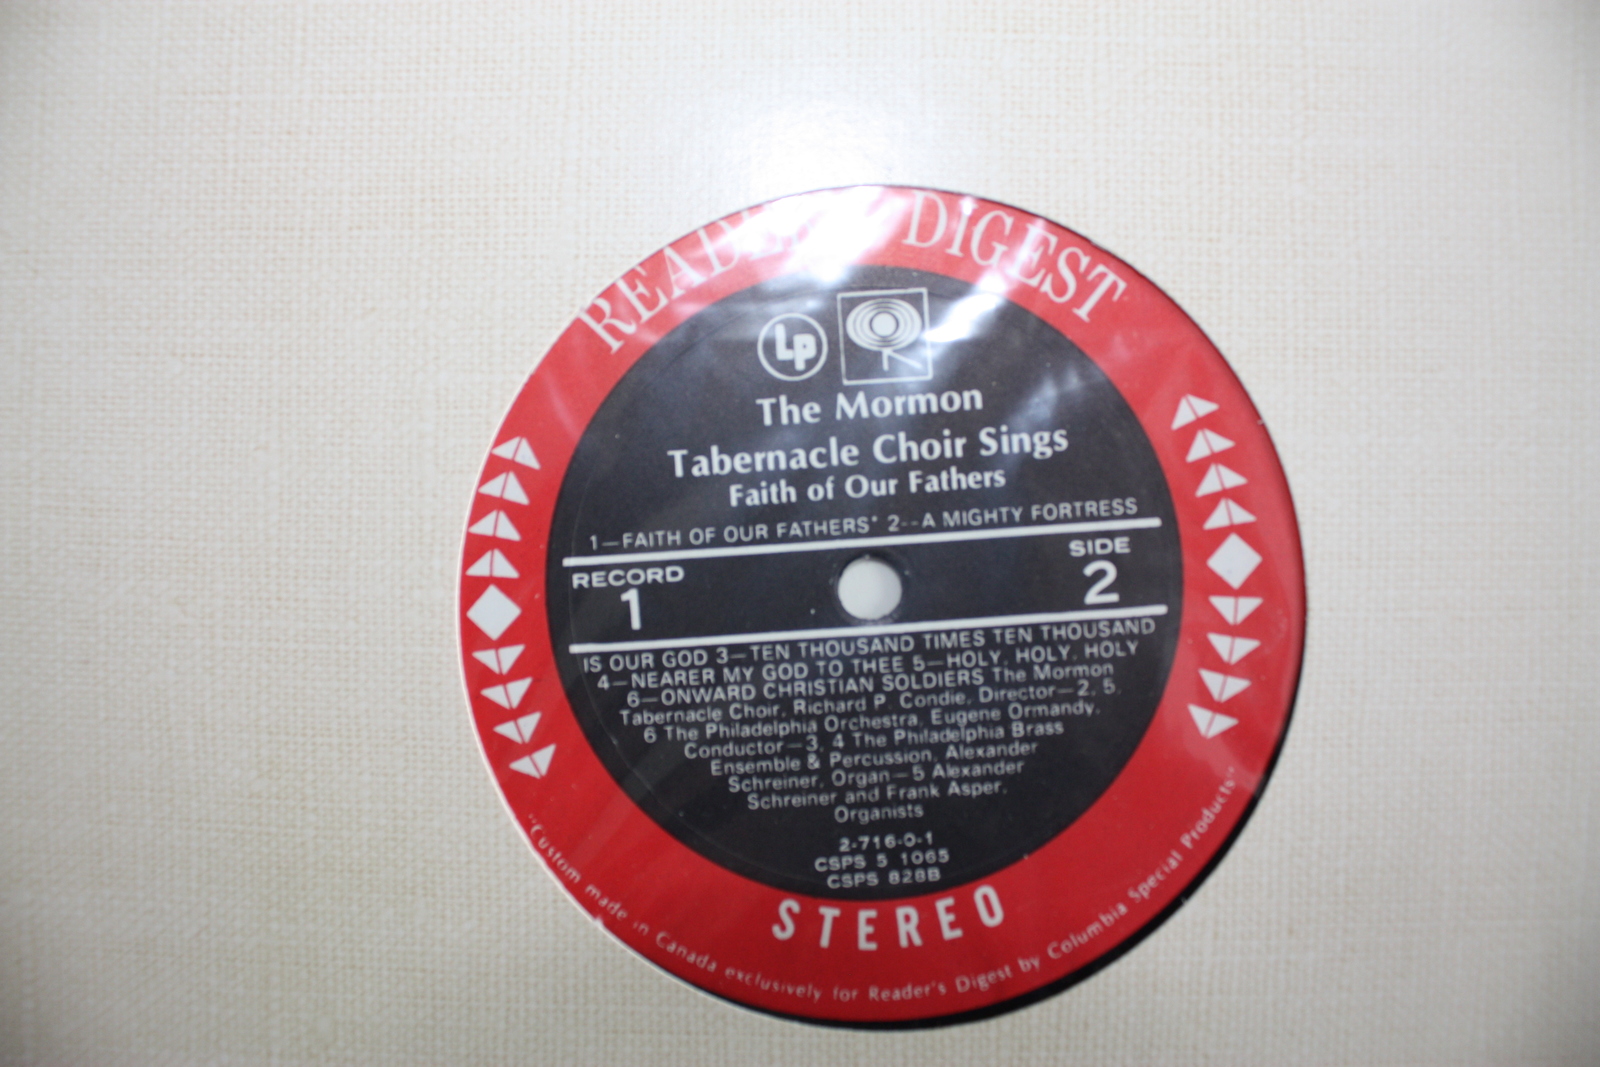 READER'S DIGEST
Lp
The Mormon
Tabernacle Choir Sings
Faith of Our Fathers
1—FAITH OF OUR FATHERS* 2--A MIGHTY FORTRESS
RECORD
1
SIDE
2
IS OUR GOD 3—TEN THOUSAND TIMES TEN THOUSAND
4—NEARER MY GOD TO THEE 5—HOLY, HOLY, HOLY
6—ONWARD CHRISTIAN SOLDIERS The Mormon
Tabernacle Choir, Richard P. Condie, Director—2, 5,
6 The Philadelphia Orchestra, Eugene Ormandy,
Conductor—3, 4 The Philadelphia Brass
Ensemble & Percussion, Alexander
Schreiner, Organ—5 Alexander
Schreiner and Frank Asper,
Organists
2-716-0-1
CSPS 5 1065
CSPS 828B
STEREO
"Custom made in Canada exclusively for Reader's Digest by Columbia Special Products"